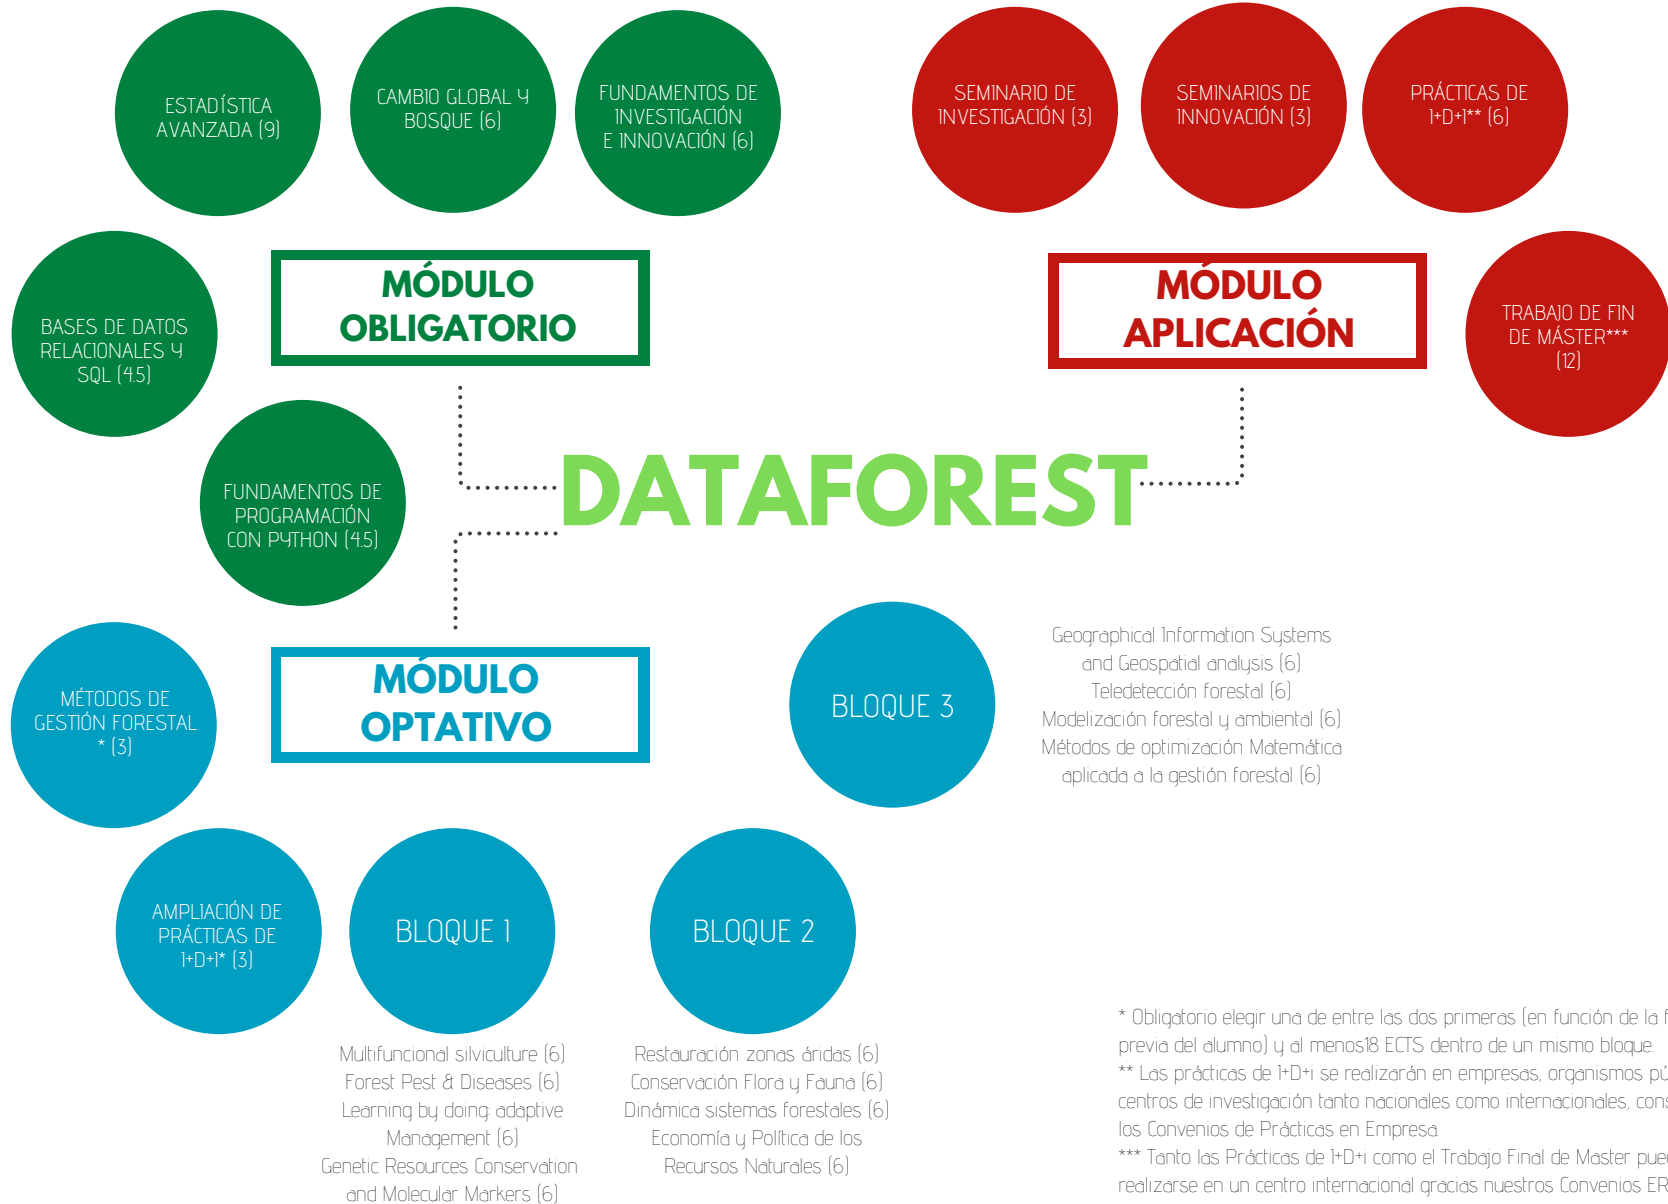 ESTADÍSTICA
AVANZADA (9)
CAMBIO GLOBAL Y
BOSQUE (6)
FUNDAMENTOS DE
INVESTIGACIÓN
E INNOVACIÓN (6)
SEMINARIO DE
INVESTIGACIÓN (3)
SEMINARIOS DE
INNOVACIÓN (3)
PRÁCTICAS DE
I+D+I** (6)
MÓDULO
OBLIGATORIO
MÓDULO
APLICACIÓN
BASES DE DATOS
RELACIONALES Y
SQL (4.5)
TRABAJO DE FIN
DE MÁSTER***
(12)
FUNDAMENTOS DE
PROGRAMACIÓN
CON PYTHON (4.5)
DATAFOREST
MÓDULO
OPTATIVO
MÉTODOS DE
GESTIÓN FORESTAL
* (3)
BLOQUE 3
Geographical Information Systems
and Geospatial analysis (6)
Teledetección forestal (6)
Modelización forestal y ambiental (6)
Métodos de optimización Matemática
aplicada a la gestión forestal (6)
AMPLIACIÓN DE
PRÁCTICAS DE
I+D+I* (3)
BLOQUE 1
Multifuncional silviculture (6)
Forest Pest & Diseases (6)
Learning by doing: adaptive
Management (6)
Genetic Resources Conservation
and Molecular Markers (6)
BLOQUE 2
Restauración zonas áridas (6)
Conservación Flora y Fauna (6)
Dinámica sistemas forestales (6)
Economía y Política de los
Recursos Naturales (6)
* Obligatorio elegir una de entre las dos primeras (en función de la
previa del alumno) y al menos18 ECTS dentro de un mismo bloque.
** Las prácticas de I+D+i se realizarán en empresas, organismos
centros de investigación tanto nacionales como internacionales,
los Convenios de Prácticas en Empresa.
*** Tanto las Prácticas de I+D+i como el Trabajo Final de Master
realizarse en un centro internacional gracias nuestros Convenios